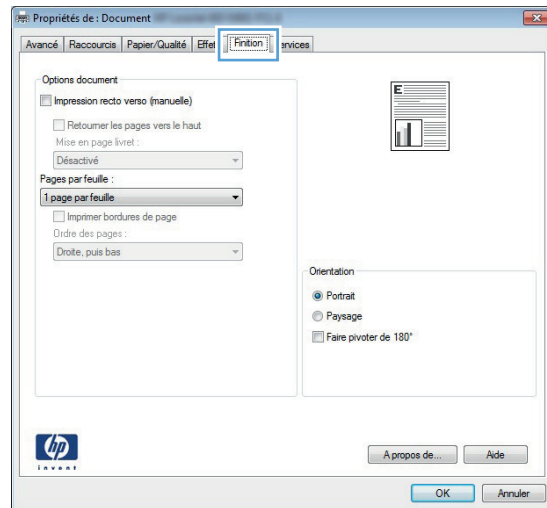 Propriétés de : Document
Avancé Raccourcis Papier/Qualité Effet Finition ervices
Options document
Impression recto verso (manuelle)
Retourner les pages vers le haut
Mise en page livret :
Désactivé
Pages par feuille :
1 page par feuille
Imprimer bordures de page
Ordre des pages :
Droite, puis bas
E
Orientation
Portrait
Paysage
Faire pivoter de 180°
hp
invent
A propos de... Aide
OK Annuler